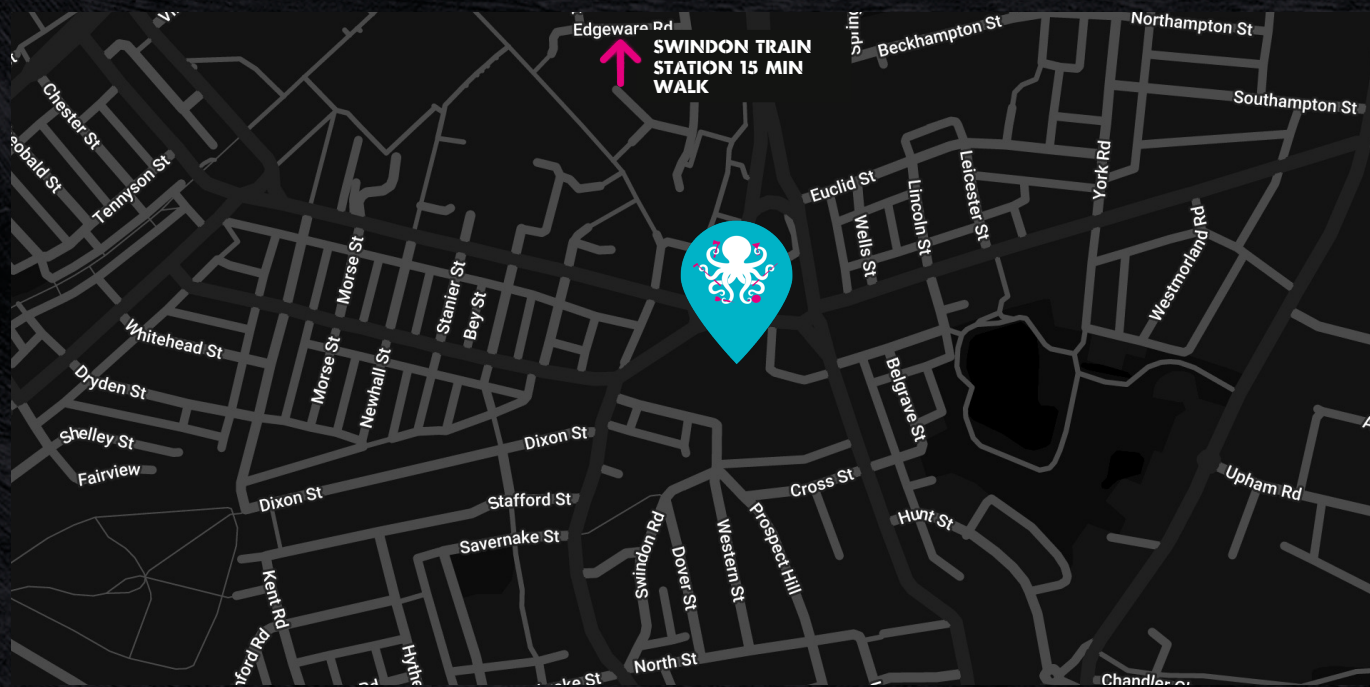 Edgeware Rd
SWINDON TRAIN
STATION 15 MIN
WALK
Beckhampton St
Northampton St
Southampton St
Chester St
Tennyson St
York Rd
Euclid St
Lincoln St
Leicester St
Wells St
Westmorland Rd
Morse St
Stanier St
Bey St
Whitehead St
Morse St
Newhall St
Dryden St
Belgrave St
Shelley St
Fairview
Dixon St
Dixon St
Stafford St
Savernake St
Cross St
Upham Rd
Hunt St
Swindon Rd
Dover St
Western St
Prospect Hill
Kent Rd
North St